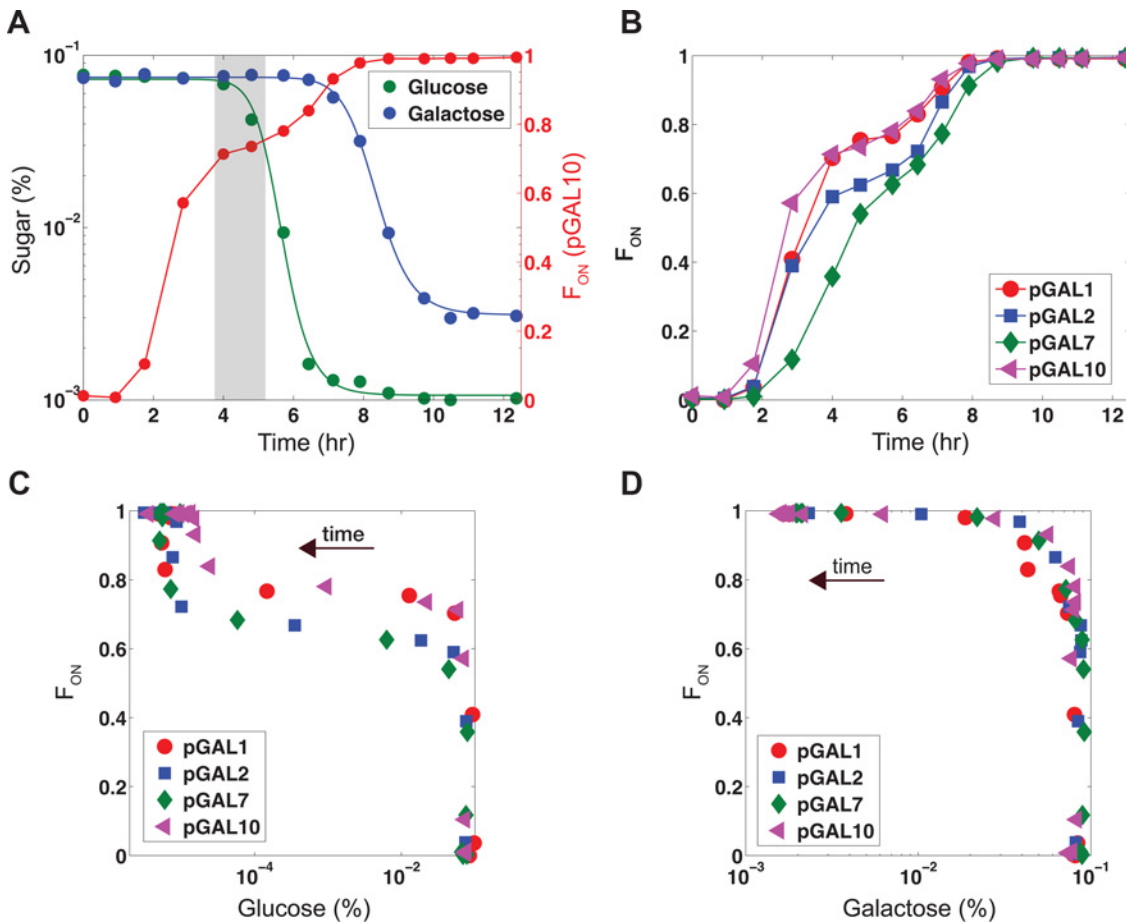 A
B
10⁻¹
10⁻²
10⁻³
Sugar (%)
Glucose
Galactose
1
0.8
0.6
0.4
0.2
0
F_ON (pGAL10)
0 2 4 6 8 10 12
Time (hr)
1
0.8
0.6
0.4
0.2
0
F_ON
pGAL1
pGAL2
pGAL7
pGAL10
0 2 4 6 8 10 12
Time (hr)
C
D
1
0.8
0.6
0.4
0.2
0
F_ON
time
pGAL1
pGAL2
pGAL7
pGAL10
10⁻⁴ 10⁻²
Glucose (%)
1
0.8
0.6
0.4
0.2
0
F_ON
time
pGAL1
pGAL2
pGAL7
pGAL10
10⁻³ 10⁻² 10⁻¹
Galactose (%)